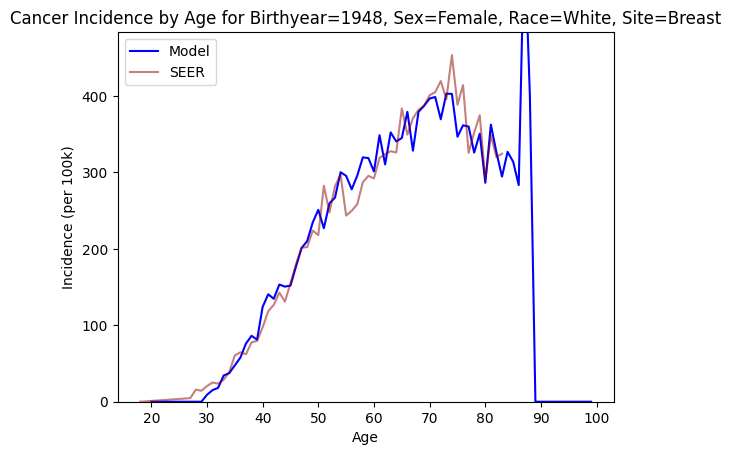 Cancer Incidence by Age for Birthyear=1948, Sex=Female, Race=White, Site=Breast
Model
SEER
Incidence (per 100k)
400
300
200
100
0
20 30 40 50 60 70 80 90 100
Age